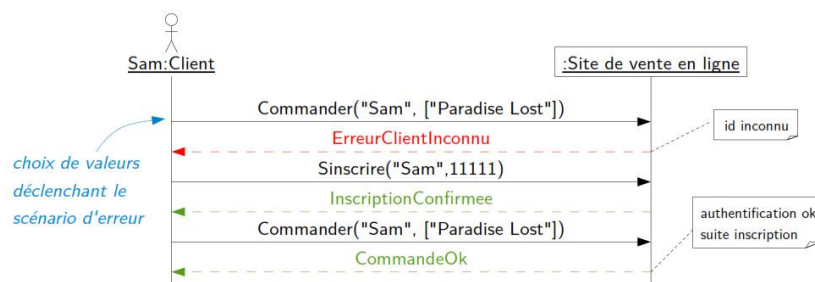 Sam:Client
:Site de vente en ligne
Commander("Sam", ["Paradise Lost"])
id inconnu
ErreurClientInconnu
choix de valeurs
déclenchant le
scénario d'erreur
Sinscrire("Sam",11111)
InscriptionConfirmee
authentification ok
suite inscription
Commander("Sam", ["Paradise Lost"])
CommandeOk